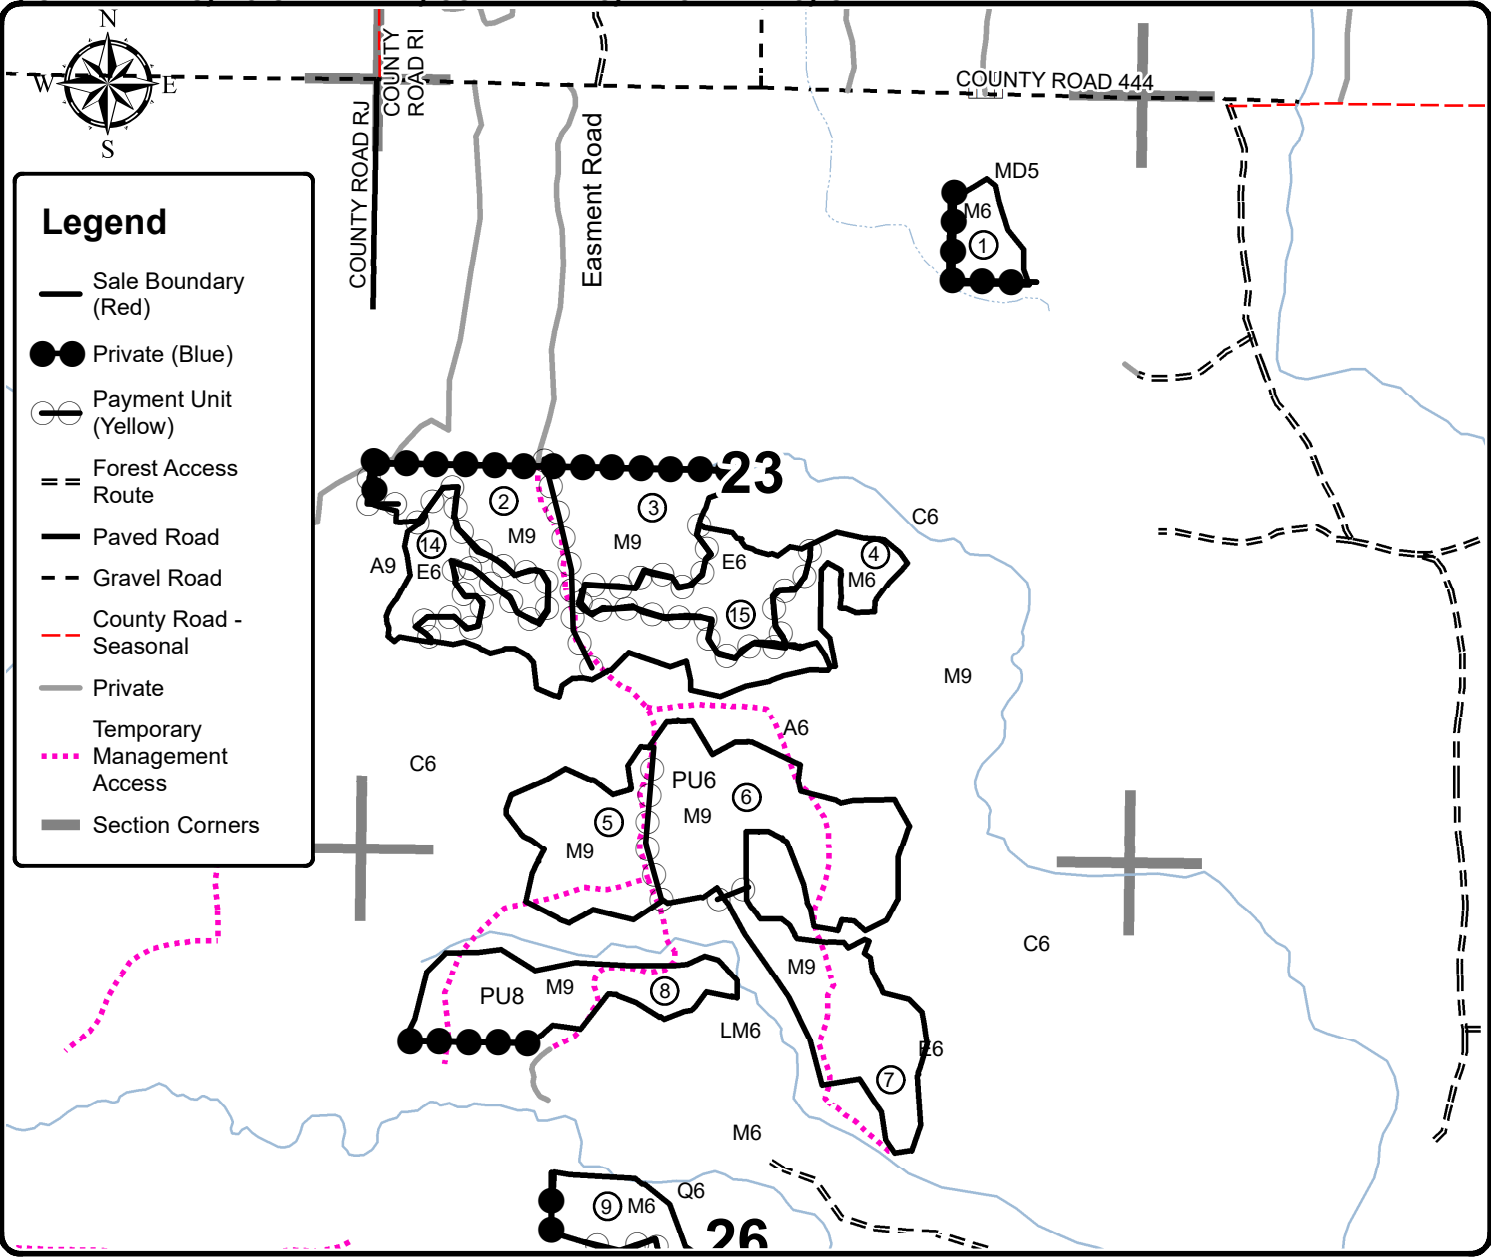 N
W
E
S
COUNTY
ROAD RI
COUNTY ROAD 444
COUNTY ROAD RJ
Easment Road
MD5
M6
1
Legend
Sale Boundary
(Red)
Private (Blue)
Payment Unit
(Yellow)
Forest Access
Route
Paved Road
Gravel Road
County Road -
Seasonal
Private
Temporary
Management
Access
Section Corners
23
2
3
M9
M9
14
A9
E6
E6
C6
4
M6
15
M9
A6
C6
PU6
6
M9
5
M9
C6
M9
PU8
M9
8
LM6
E6
7
M6
Q6
9
M6
26